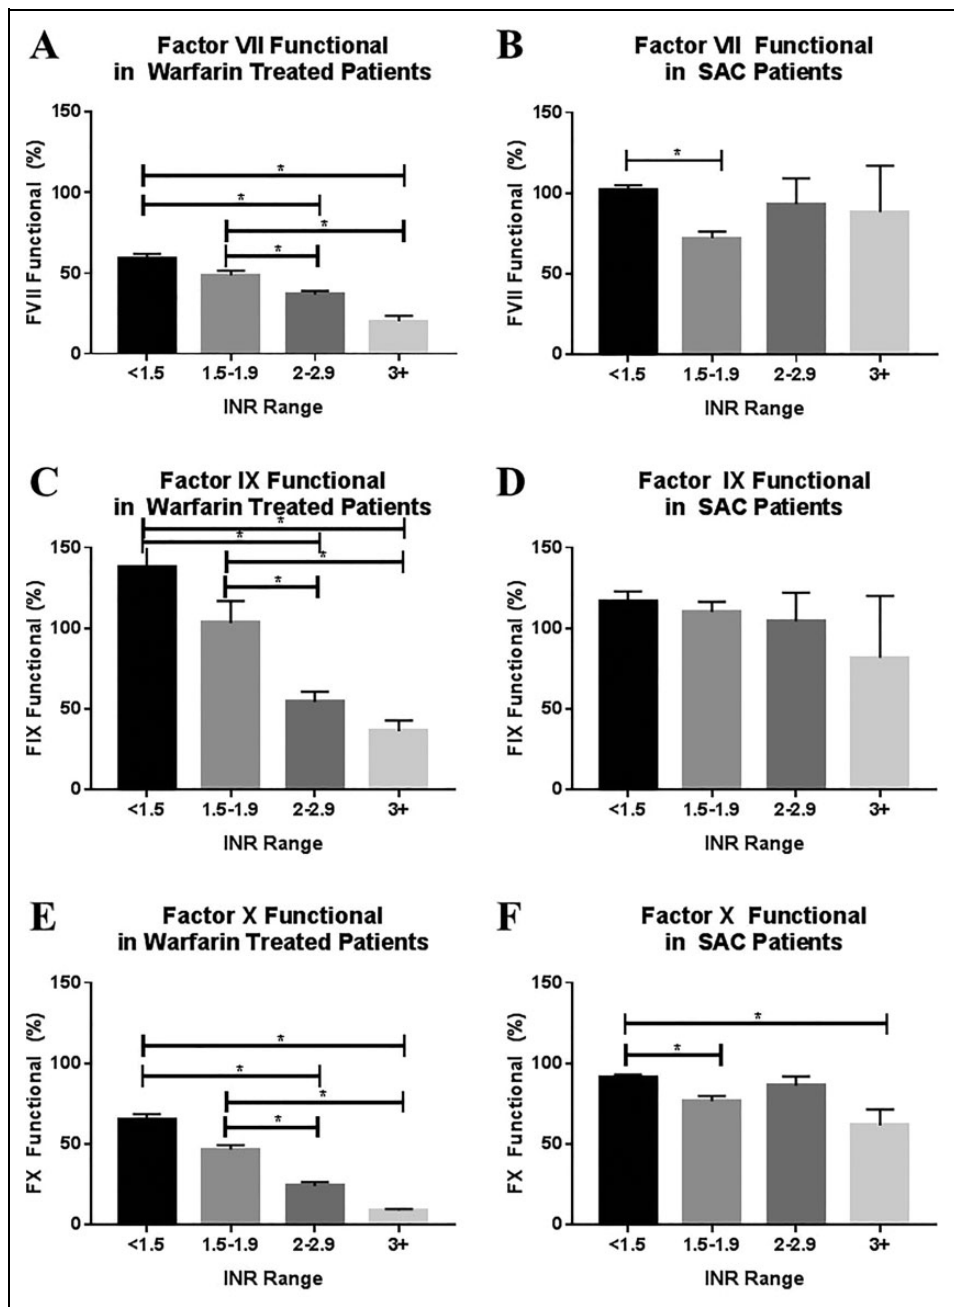 A
Factor VII Functional
in Warfarin Treated Patients
150
100
50
0
FVII Functional (%)
*
*
*
*
<1.5 1.5-1.9 2-2.9 3+
INR Range
B
Factor VII Functional
in SAC Patients
150
100
50
0
FVII Functional (%)
*
<1.5 1.5-1.9 2-2.9 3+
INR Range
C
Factor IX Functional
in Warfarin Treated Patients
150
100
50
0
FIX Functional (%)
*
*
*
*
<1.5 1.5-1.9 2-2.9 3+
INR Range
D
Factor IX Functional
in SAC Patients
150
100
50
0
FIX Functional (%)
<1.5 1.5-1.9 2-2.9 3+
INR Range
E
Factor X Functional
in Warfarin Treated Patients
150
100
50
0
FX Functional (%)
*
*
*
*
<1.5 1.5-1.9 2-2.9 3+
INR Range
F
Factor X Functional
in SAC Patients
150
100
50
0
FX Functional (%)
*
*
<1.5 1.5-1.9 2-2.9 3+
INR Range